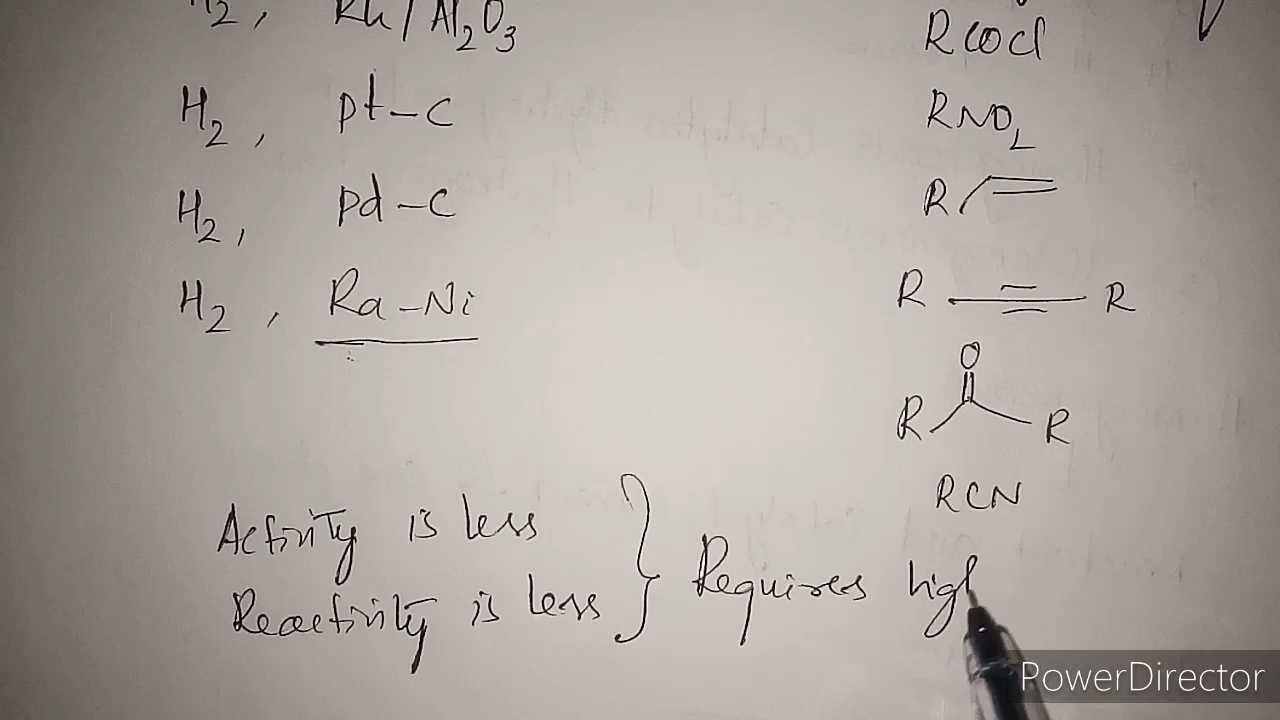 H₂, Rh/Al₂O₃
RCOCl
H₂, Pt-C
RNO₂
H₂, Pd-C
R
H₂, Ra-Ni
R R
O
R R
RCN
Activity is less
Reactivity is less } Requires high
PowerDirector